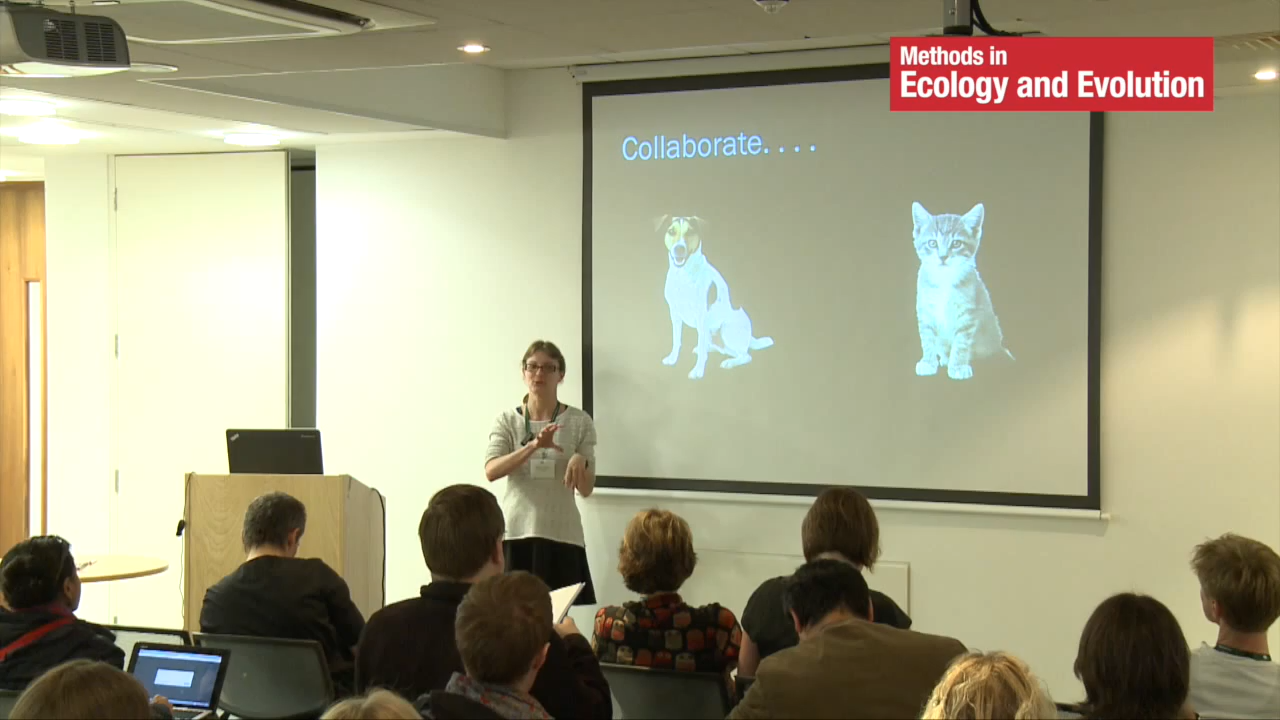 Methods in
Ecology and Evolution
Collaborate. . . .